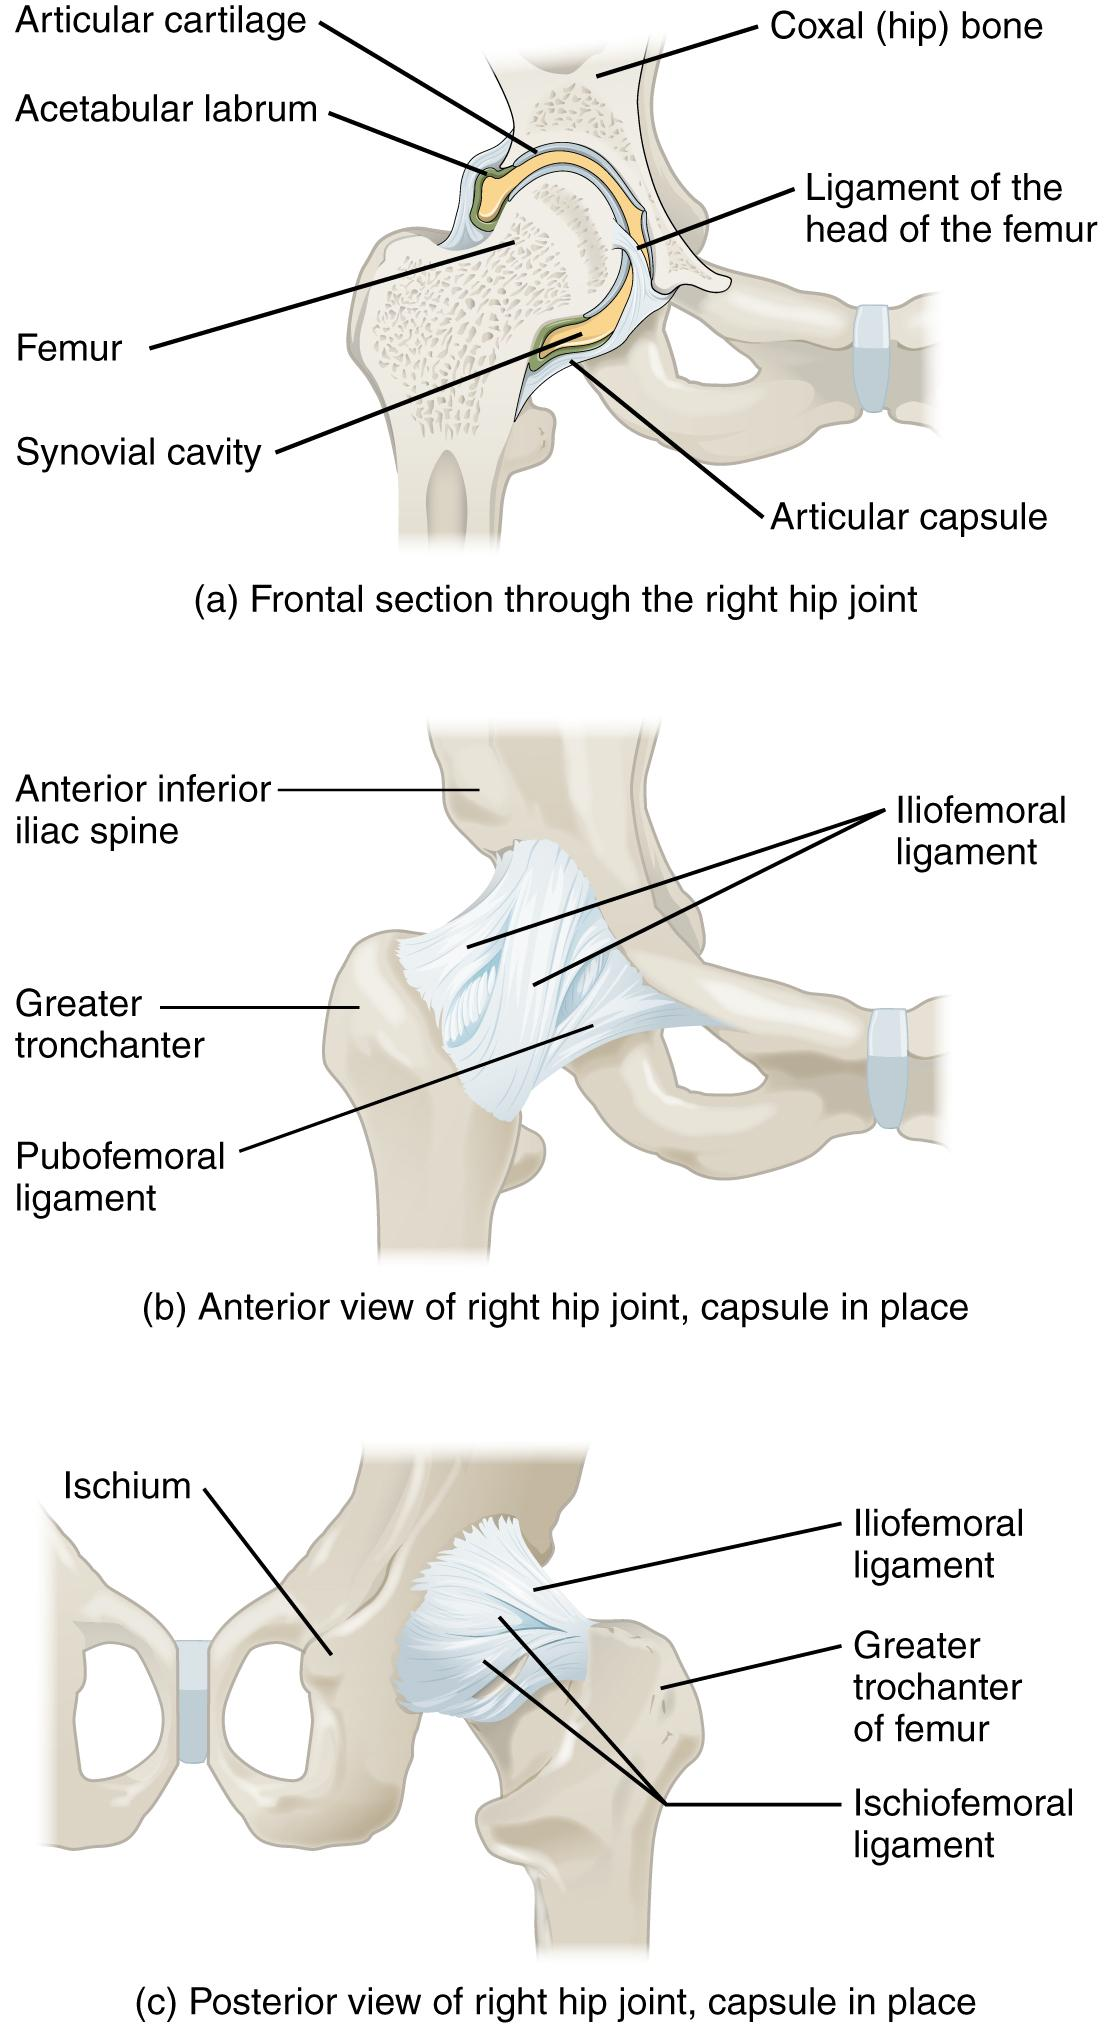 Articular cartilage
Coxal (hip) bone
Acetabular labrum
Ligament of the
head of the femur
Femur
Synovial cavity
Articular capsule
(a) Frontal section through the right hip joint
Anterior inferior
iliac spine
Iliofemoral
ligament
Greater
tronchanter
Pubofemoral
ligament
(b) Anterior view of right hip joint, capsule in place
Ischium
Iliofemoral
ligament
Greater
trochanter
of femur
Ischiofemoral
ligament
(c) Posterior view of right hip joint, capsule in place